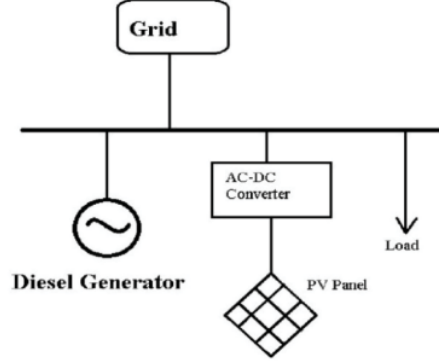 Grid
AC-DC
Converter
Load
Diesel Generator
PV Panel